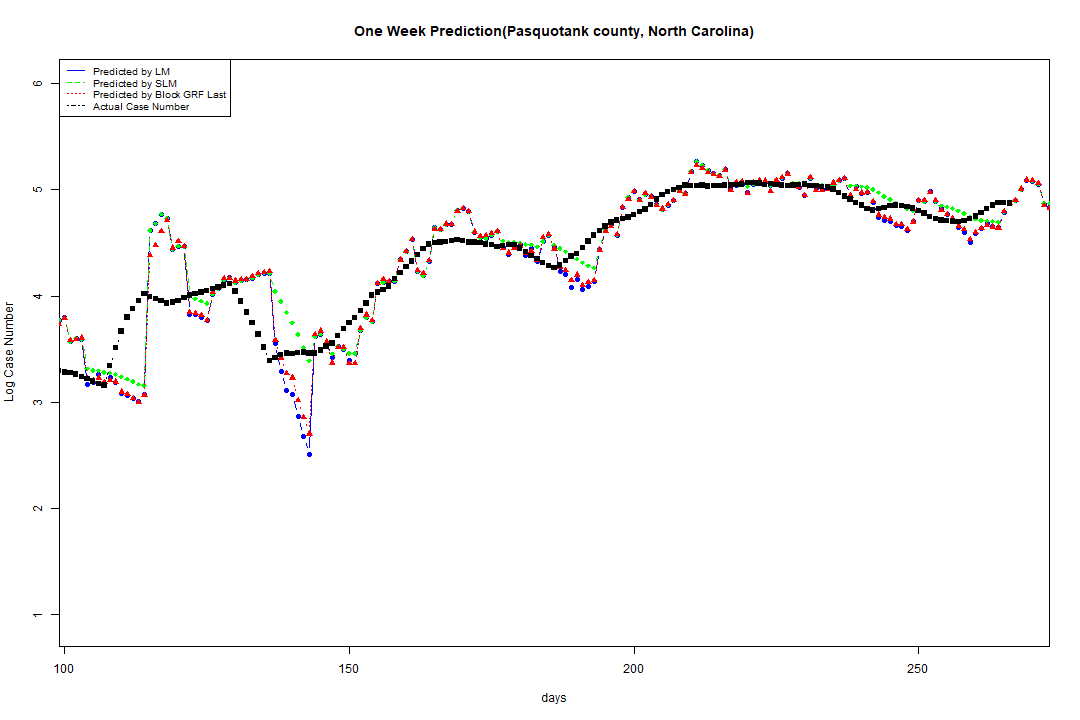 One Week Prediction(Pasquotank county, North Carolina)
Predicted by LM
Predicted by SLM
Predicted by Block GRF Last
Actual Case Number
6
5
4
3
2
1
Log Case Number
100 150 200 250
days